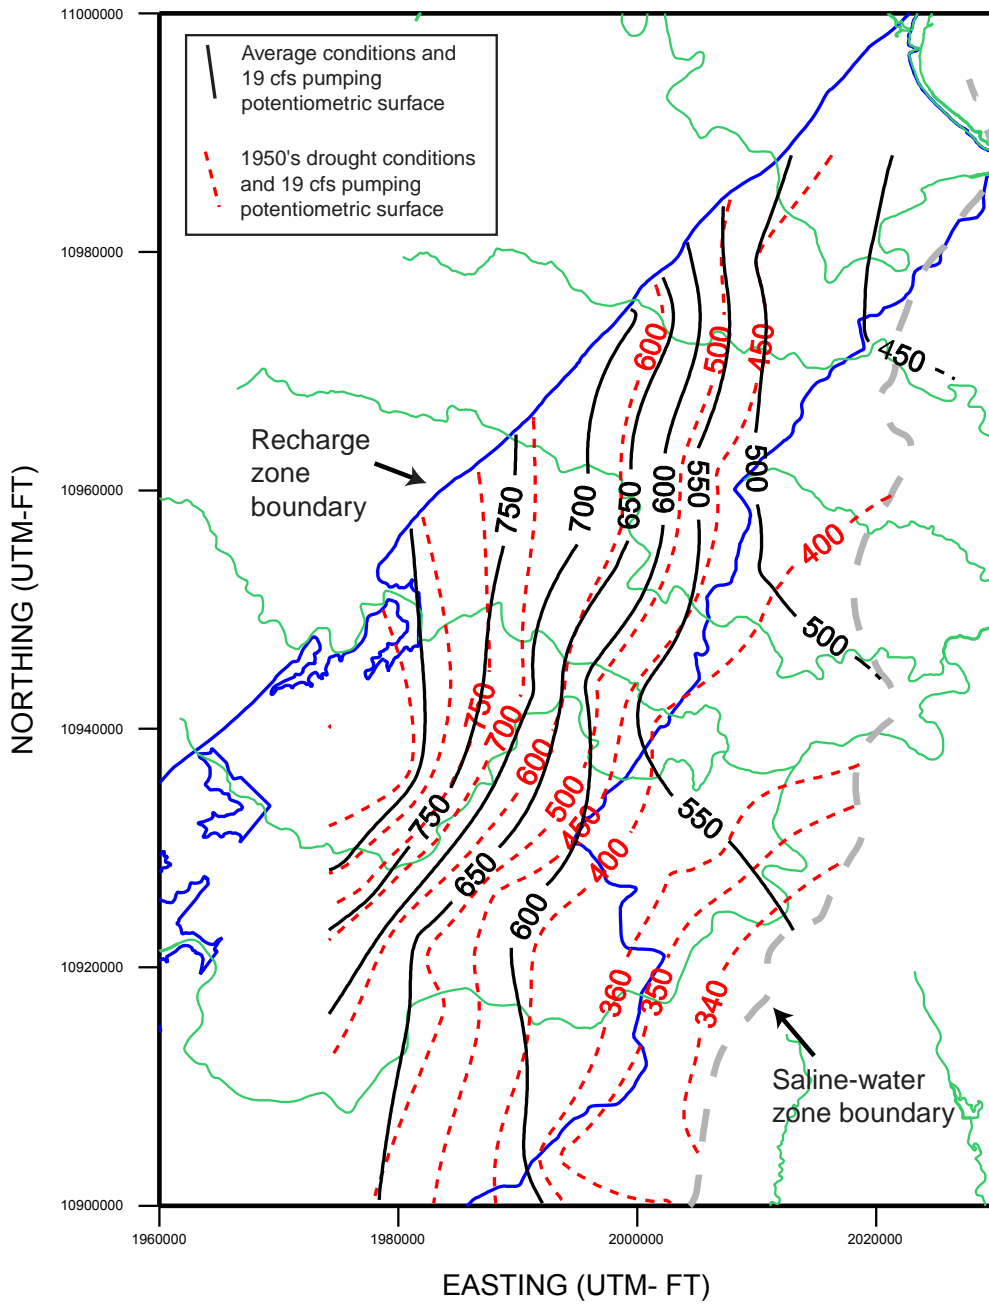 11000000
Average conditions and
19 cfs pumping
potentiometric surface
1950's drought conditions
and 19 cfs pumping
potentiometric surface
10980000
600
500
450
450
Recharge
zone
boundary
10960000
750
700
650
600
550
500
400
NORTHING (UTM-FT)
500
750
700
600
10940000
500
450
750
550
400
650
600
10920000
360
350
340
Saline-water
zone boundary
10900000
1960000
1980000
2000000
2020000
EASTING (UTM- FT)